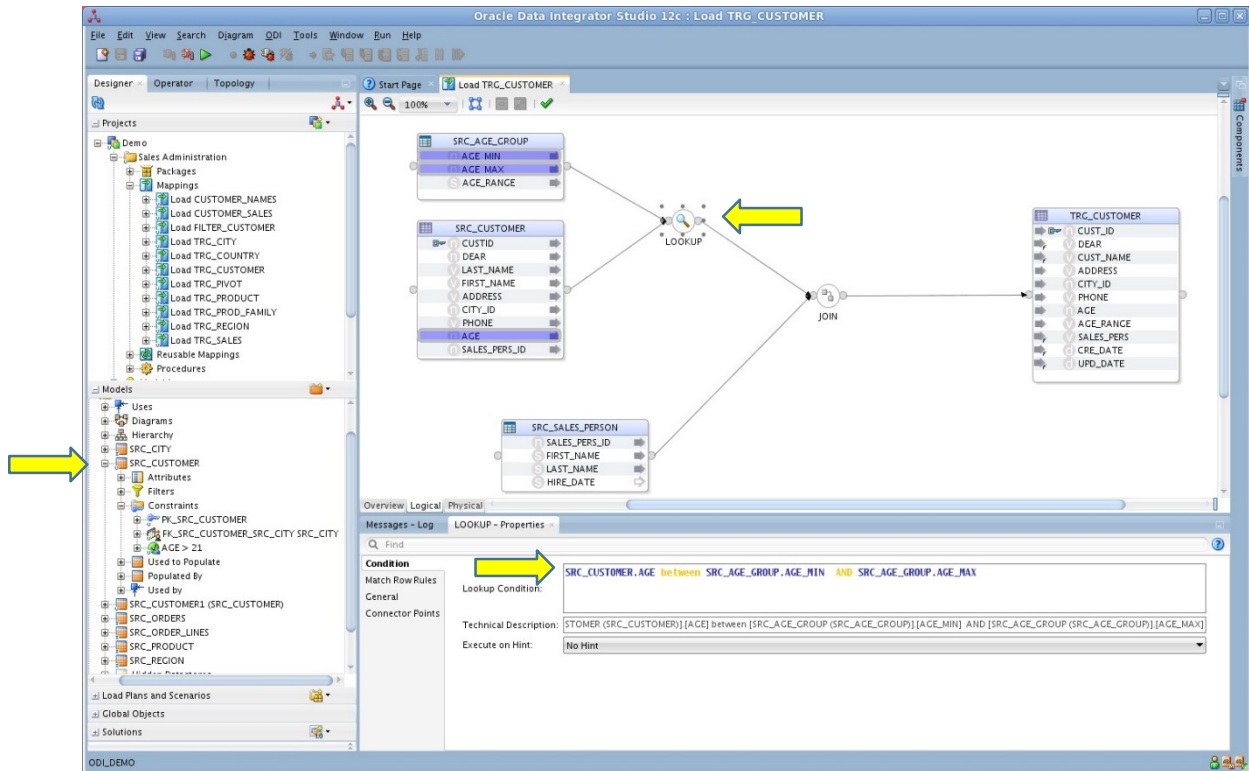 Oracle Data Integrator Studio 12c : Load TRG_CUSTOMER
File Edit View Search Diagram ODI Tools Window Run Help
Designer Operator Topology
Projects
Demo
Sales Administration
Packages
Mappings
Load CUSTOMER_NAMES
Load CUSTOMER_SALES
Load FILTER_CUSTOMER
Load TRG_CITY
Load TRG_COUNTRY
Load TRG_CUSTOMER
Load TRG_PIVOT
Load TRG_PRODUCT
Load TRG_PROD_FAMILY
Load TRG_REGION
Load TRG_SALES
Reusable Mappings
Procedures
Models
Uses
Diagrams
Hierarchy
SRC_CITY
SRC_CUSTOMER
Attributes
Filters
Constraints
PK_SRC_CUSTOMER
FK_SRC_CUSTOMER_SRC_CITY SRC_CITY
AGE > 21
Used to Populate
Populated By
Used by
SRC_CUSTOMER1 (SRC_CUSTOMER)
SRC_ORDERS
SRC_ORDER_LINES
SRC_PRODUCT
SRC_REGION
Hidden Datastores
Load Plans and Scenarios
Global Objects
Solutions
ODI_DEMO
Start Page Load TRG_CUSTOMER
100%
SRC_AGE_GROUP
AGE_MIN
AGE_MAX
AGE_RANGE
SRC_CUSTOMER
CUSTID
DEAR
LAST_NAME
FIRST_NAME
ADDRESS
CITY_ID
PHONE
AGE
SALES_PERS_ID
LOOKUP
JOIN
SRC_SALES_PERSON
SALES_PERS_ID
FIRST_NAME
LAST_NAME
HIRE_DATE
TRG_CUSTOMER
CUST_ID
DEAR
CUST_NAME
ADDRESS
CITY_ID
PHONE
AGE
AGE_RANGE
SALES_PERS
CRE_DATE
UPD_DATE
Components
Overview Logical Physical
Messages - Log LOOKUP - Properties
Find
Condition
Match Row Rules
General
Connector Points
Lookup Condition:
SRC_CUSTOMER.AGE between SRC_AGE_GROUP.AGE_MIN AND SRC_AGE_GROUP.AGE_MAX
Technical Description: STOMER (SRC_CUSTOMER)].[AGE] between [SRC_AGE_GROUP (SRC_AGE_GROUP)].[AGE_MIN] AND [SRC_AGE_GROUP (SRC_AGE_GROUP)].[AGE_MAX]
Execute on Hint: No Hint